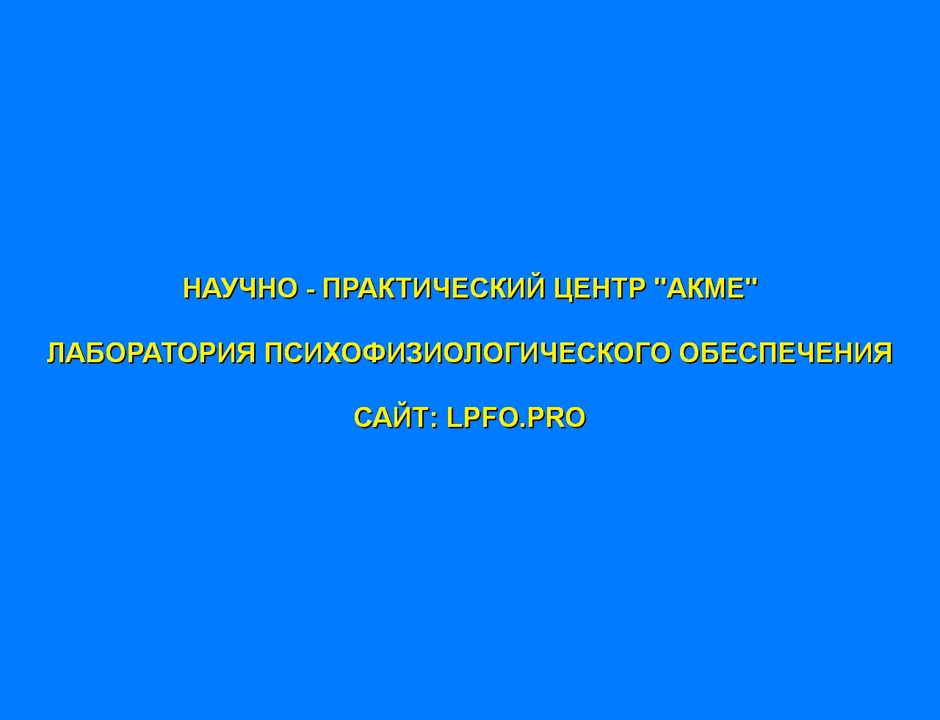 НАУЧНО - ПРАКТИЧЕСКИЙ ЦЕНТР "АКМЕ"
ЛАБОРАТОРИЯ ПСИХОФИЗИОЛОГИЧЕСКОГО ОБЕСПЕЧЕНИЯ
САЙТ: LPFO.PRO